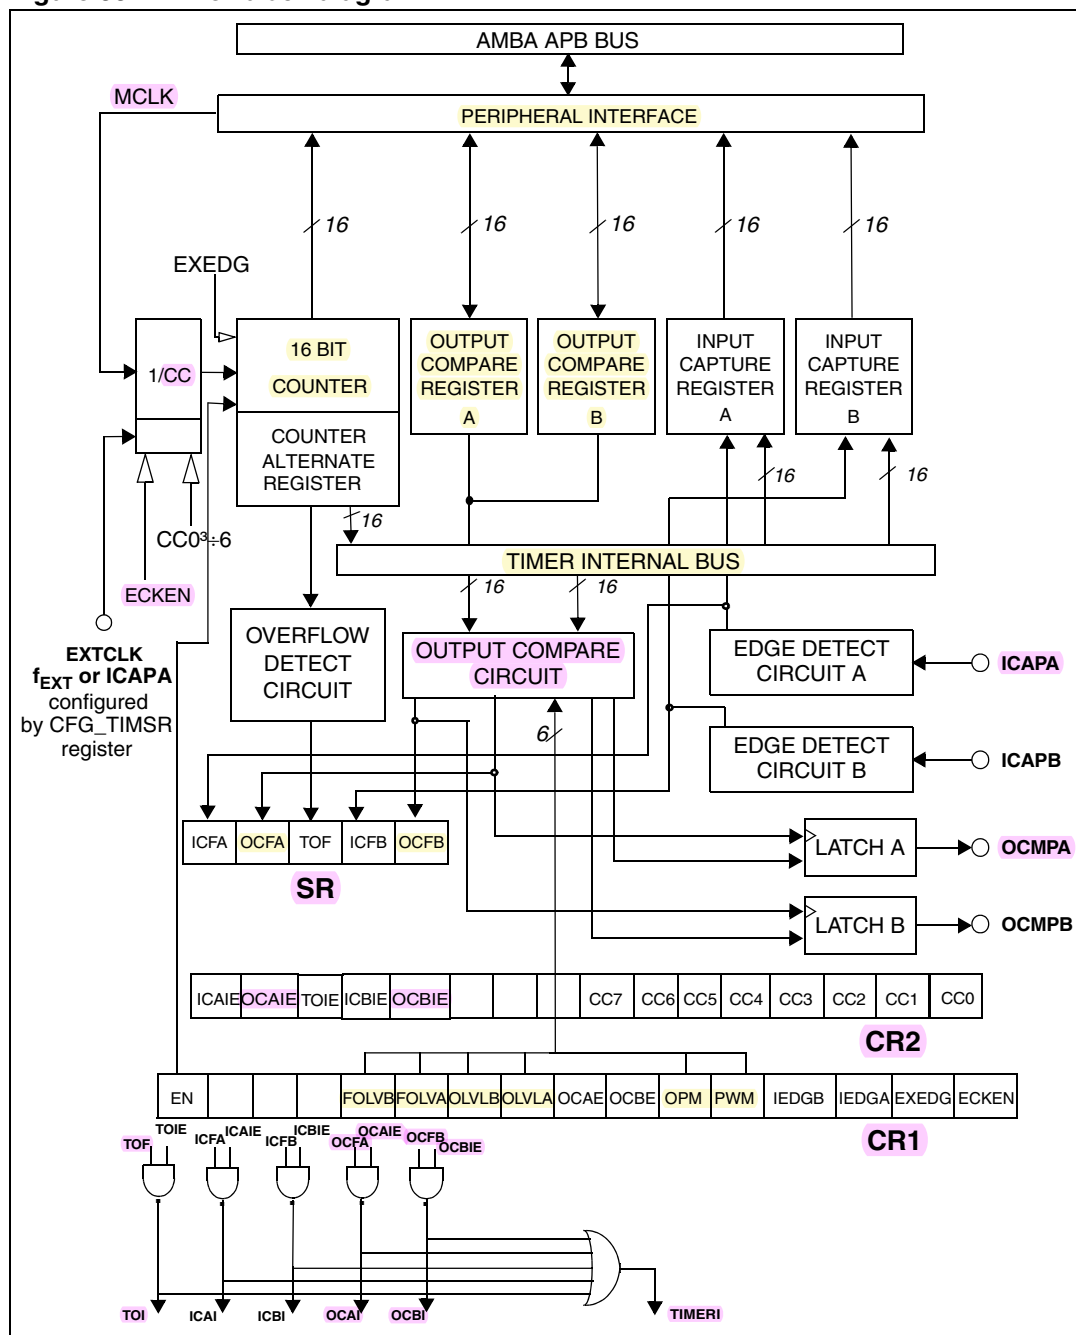 AMBA APB BUS
MCLK
PERIPHERAL INTERFACE
16
16
16
16
16
EXEDG
1/CC
16 BIT
COUNTER
COUNTER
ALTERNATE
REGISTER
OUTPUT
COMPARE
REGISTER
A
OUTPUT
COMPARE
REGISTER
B
INPUT
CAPTURE
REGISTER
A
INPUT
CAPTURE
REGISTER
B
16
16
16
CC0³÷6
ECKEN
TIMER INTERNAL BUS
16
16
EXTCLK
fEXT or ICAPA
configured
by CFG_TIMSR
register
OVERFLOW
DETECT
CIRCUIT
OUTPUT COMPARE
CIRCUIT
EDGE DETECT
CIRCUIT A
ICAPA
6
EDGE DETECT
CIRCUIT B
ICAPB
ICFA OCFA TOF ICFB OCFB
SR
LATCH A
OCMPA
LATCH B
OCMPB
ICAIE OCAIE TOIE ICBIE OCBIE CC7 CC6 CC5 CC4 CC3 CC2 CC1 CC0
CR2
EN FOLVB FOLVA OLVLB OLVLA OCAE OCBE OPM PWM IEDGB IEDGA EXEDG ECKEN
CR1
TOF TOIE ICFA ICAIE ICFB ICBIE OCFA OCAIE OCFB OCBIE
TOI ICAI ICBI OCAI OCBI TIMERI